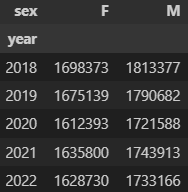 sex F M
year
2018 1698373 1813377
2019 1675139 1790682
2020 1612393 1721588
2021 1635800 1743913
2022 1628730 1733166